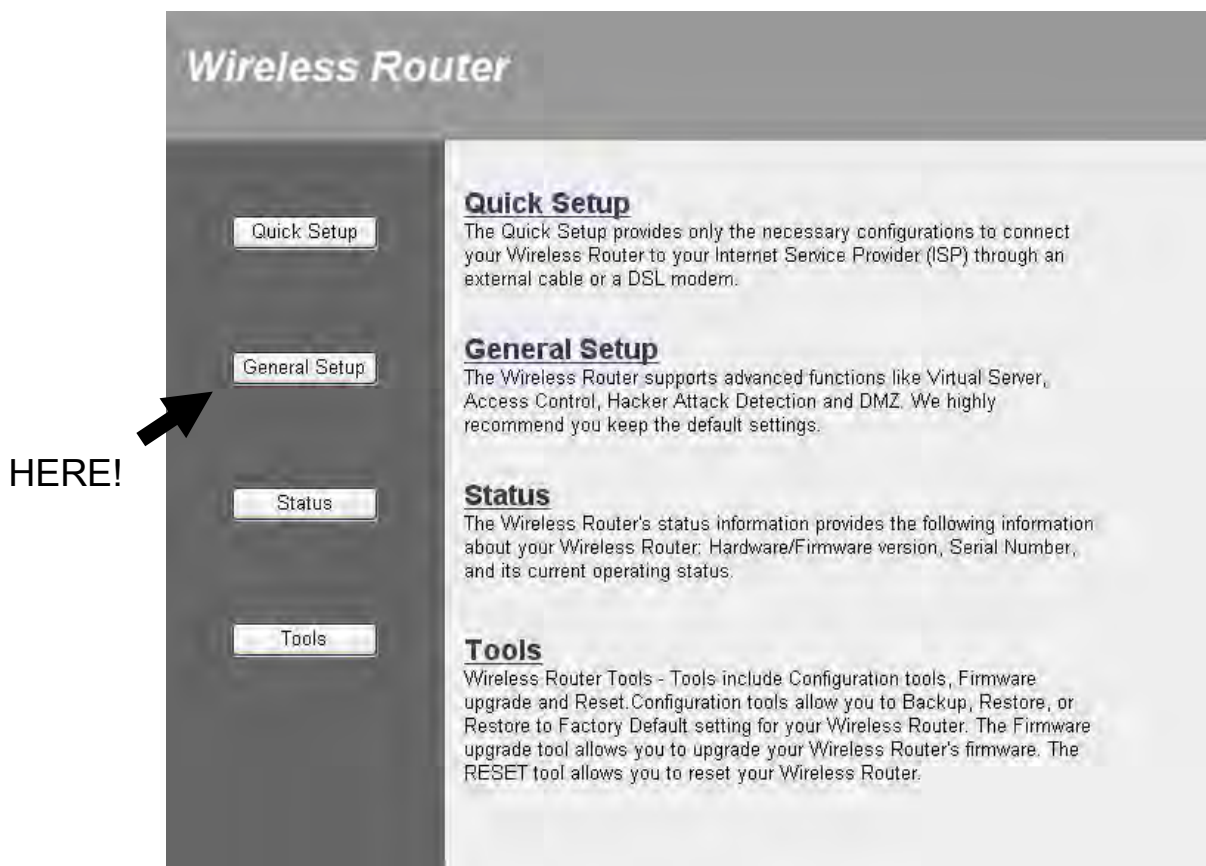 Wireless Router
Quick Setup
Quick Setup
The Quick Setup provides only the necessary configurations to connect
your Wireless Router to your Internet Service Provider (ISP) through an
external cable or a DSL modem.
General Setup
General Setup
The Wireless Router supports advanced functions like Virtual Server,
Access Control, Hacker Attack Detection and DMZ. We highly
recommend you keep the default settings.
HERE!
Status
Status
The Wireless Router's status information provides the following information
about your Wireless Router: Hardware/Firmware version, Serial Number,
and its current operating status.
Tools
Tools
Wireless Router Tools - Tools include Configuration tools, Firmware
upgrade and Reset.Configuration tools allow you to Backup, Restore, or
Restore to Factory Default setting for your Wireless Router. The Firmware
upgrade tool allows you to upgrade your Wireless Router's firmware. The
RESET tool allows you to reset your Wireless Router.